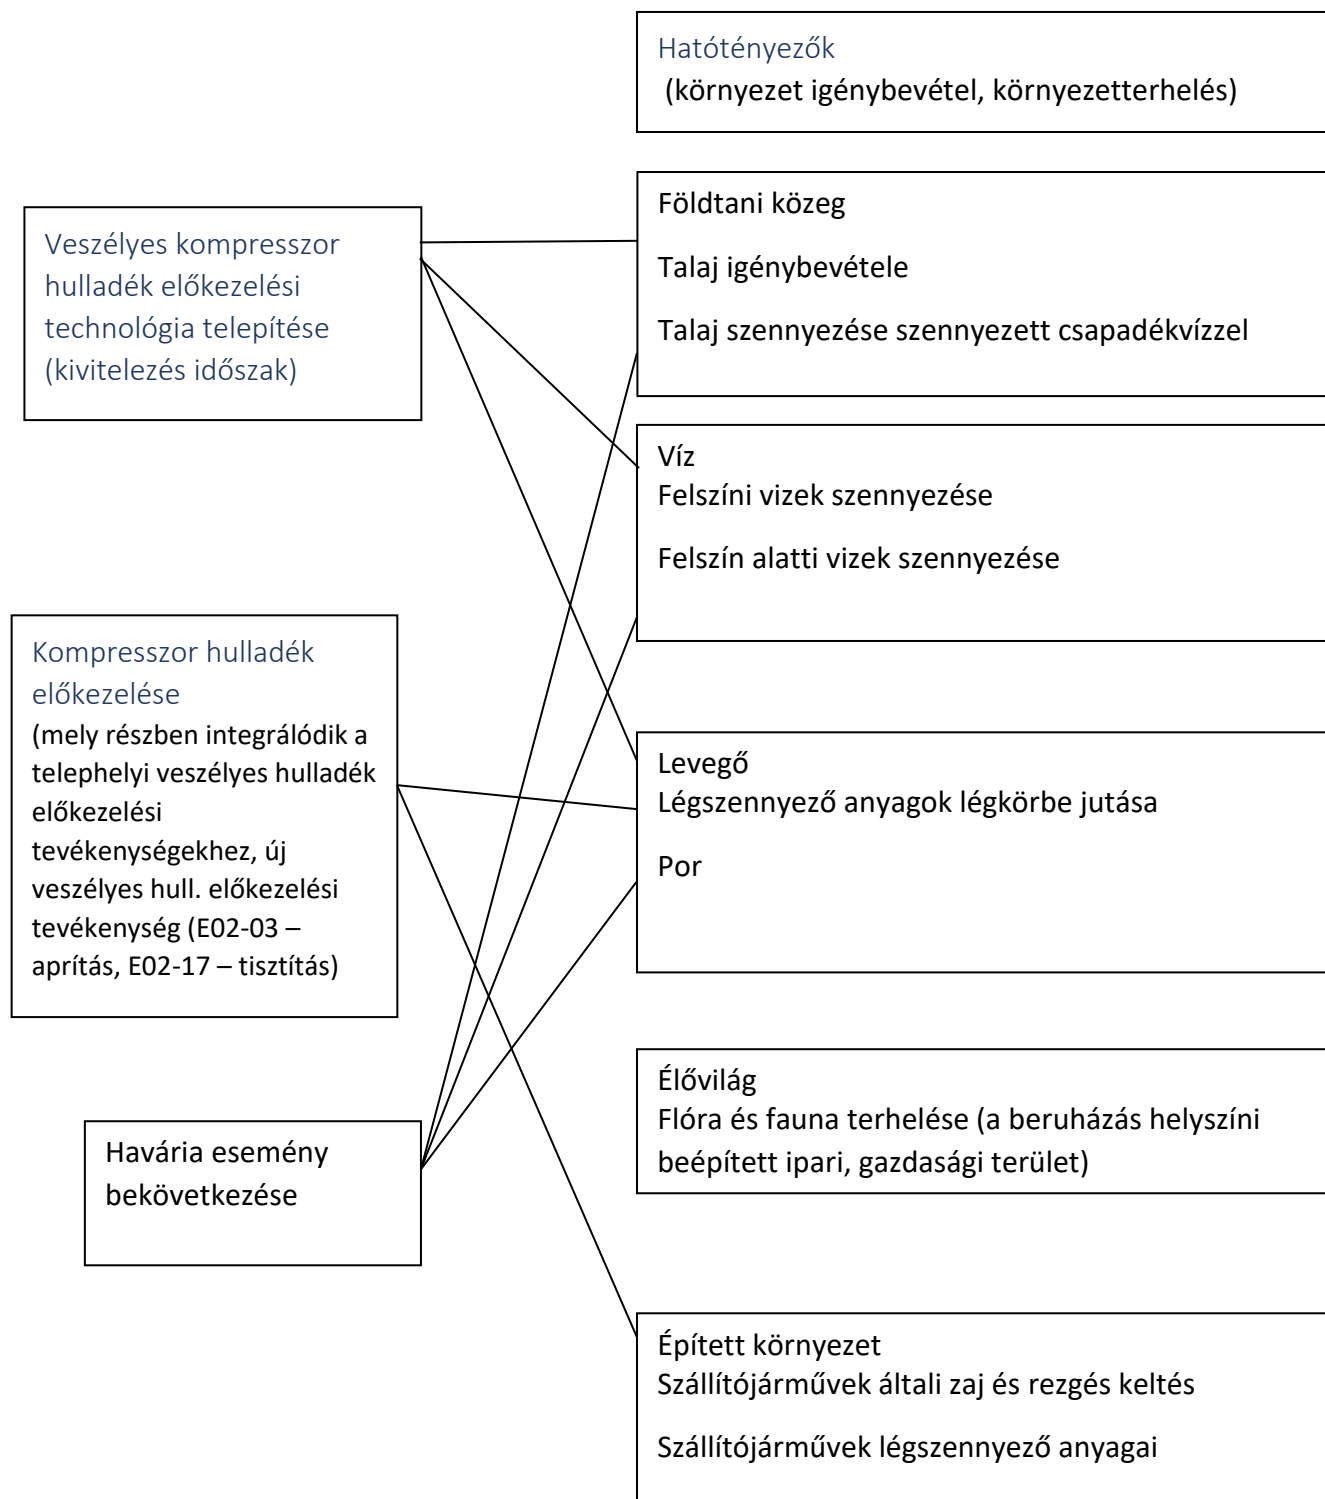 Hatótényezők
(környezet igénybevétel, környezetterhelés)
Veszélyes kompresszor
hulladék előkezelési
technológia telepítése
(kivitelezés időszak)
Földtani közeg
Talaj igénybevétele
Talaj szennyezése szennyezett csapadékvízzel
Víz
Felszíni vizek szennyezése
Felszín alatti vizek szennyezése
Kompresszor hulladék
előkezelése
(mely részben integrálódik a
telephelyi veszélyes hulladék
előkezelési
tevékenységekhez, új
veszélyes hull. előkezelési
tevékenység (E02-03 –
aprítás, E02-17 – tisztítás)
Levegő
Légszennyező anyagok légkörbe jutása
Por
Élővilág
Flóra és fauna terhelése (a beruházás helyszíni
beépített ipari, gazdasági terület)
Havária esemény
bekövetkezése
Épített környezet
Szállítójárművek általi zaj és rezgés keltés
Szállítójárművek légszennyező anyagai